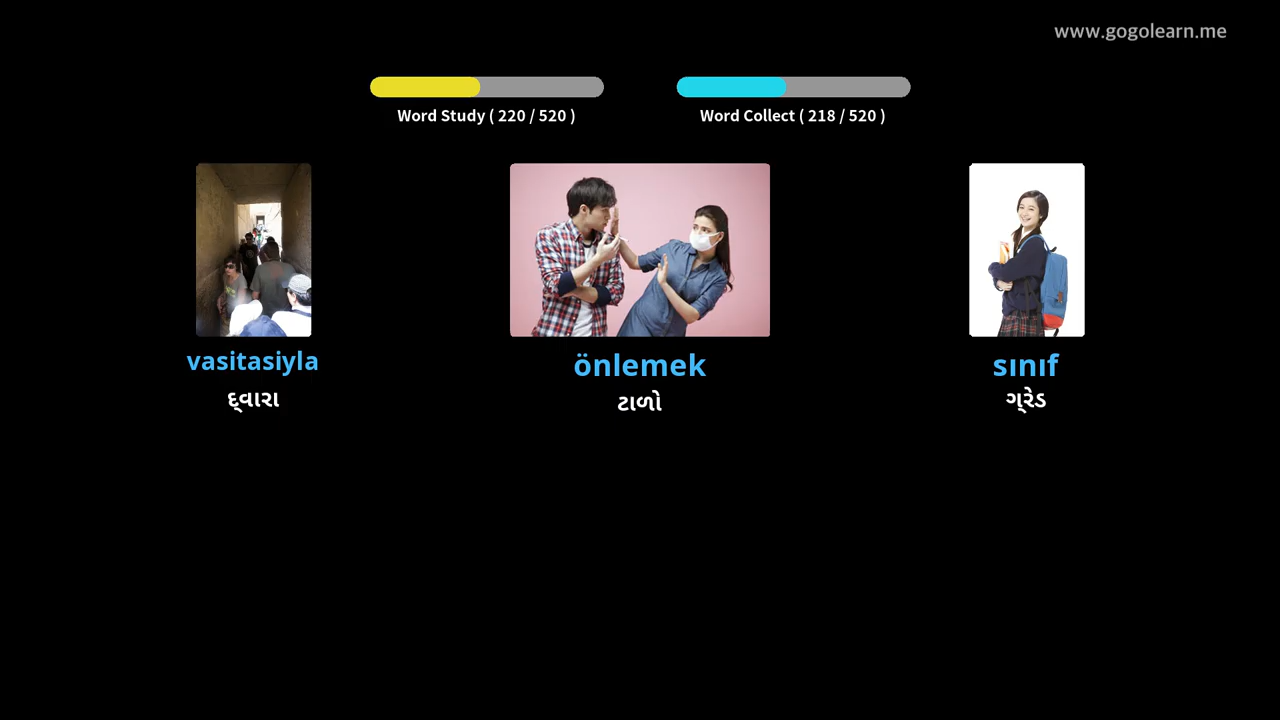 www.gogolearn.me
Word Study ( 220 / 520 )
Word Collect ( 218 / 520 )
vasitasiyla
önlemek
sınıf
દ્વારા
ટાળો
ગ્રેડ